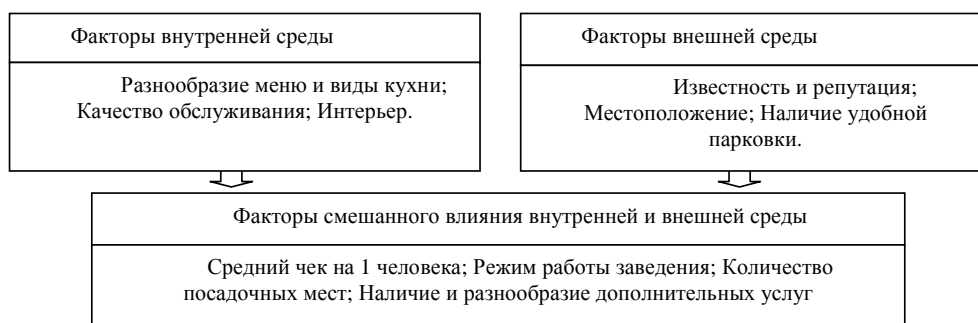 Факторы внутренней среды
Разнообразие меню и виды кухни;
Качество обслуживания; Интерьер.
Факторы внешней среды
Известность и репутация;
Местоположение; Наличие удобной
парковки.
Факторы смешанного влияния внутренней и внешней среды
Средний чек на 1 человека; Режим работы заведения; Количество
посадочных мест; Наличие и разнообразие дополнительных услуг